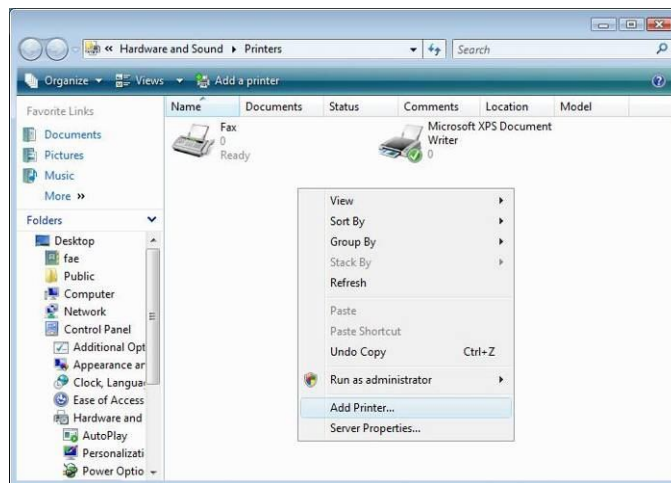 « Hardware and Sound ▸ Printers
Search
Organize Views Add a printer
Favorite Links
Documents
Pictures
Music
More »
Folders
Desktop
fae
Public
Computer
Network
Control Panel
Additional Opt
Appearance an
Clock, Languag
Ease of Access
Hardware and
AutoPlay
Personalizati
Power Optio
Name Documents Status Comments Location Model
Fax
0
Ready
Microsoft XPS Document
Writer
0
View
Sort By
Group By
Stack By
Refresh
Paste
Paste Shortcut
Undo Copy Ctrl+Z
Run as administrator
Add Printer...
Server Properties...